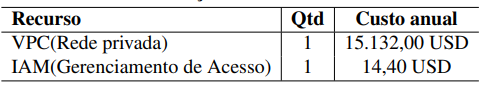 Recurso Qtd Custo anual
VPC(Rede privada) 1 15.132,00 USD
IAM(Gerenciamento de Acesso) 1 14,40 USD